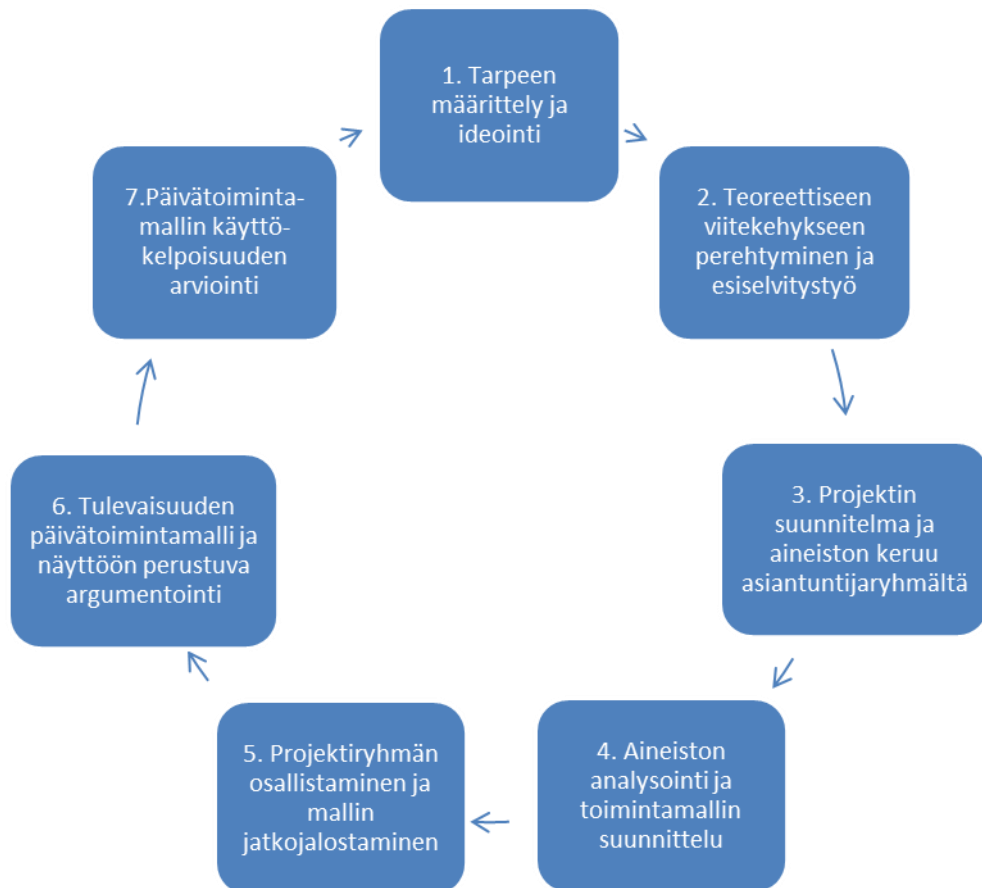 1. Tarpeen
määrittely ja
ideointi
2. Teoreettiseen
viitekehykseen
perehtyminen ja
esiselvitystyö
3. Projektin
suunnitelma ja
aineiston keruu
asiantuntijaryhmältä
4. Aineiston
analysointi ja
toimintamallin
suunnittelu
5. Projektiryhmän
osallistaminen ja
mallin
jatkojalostaminen
6. Tulevaisuuden
päivätoimintamalli ja
näyttöön perustuva
argumentointi
7.Päivätoiminta-
mallin käyttö-
kelpoisuuden
arviointi